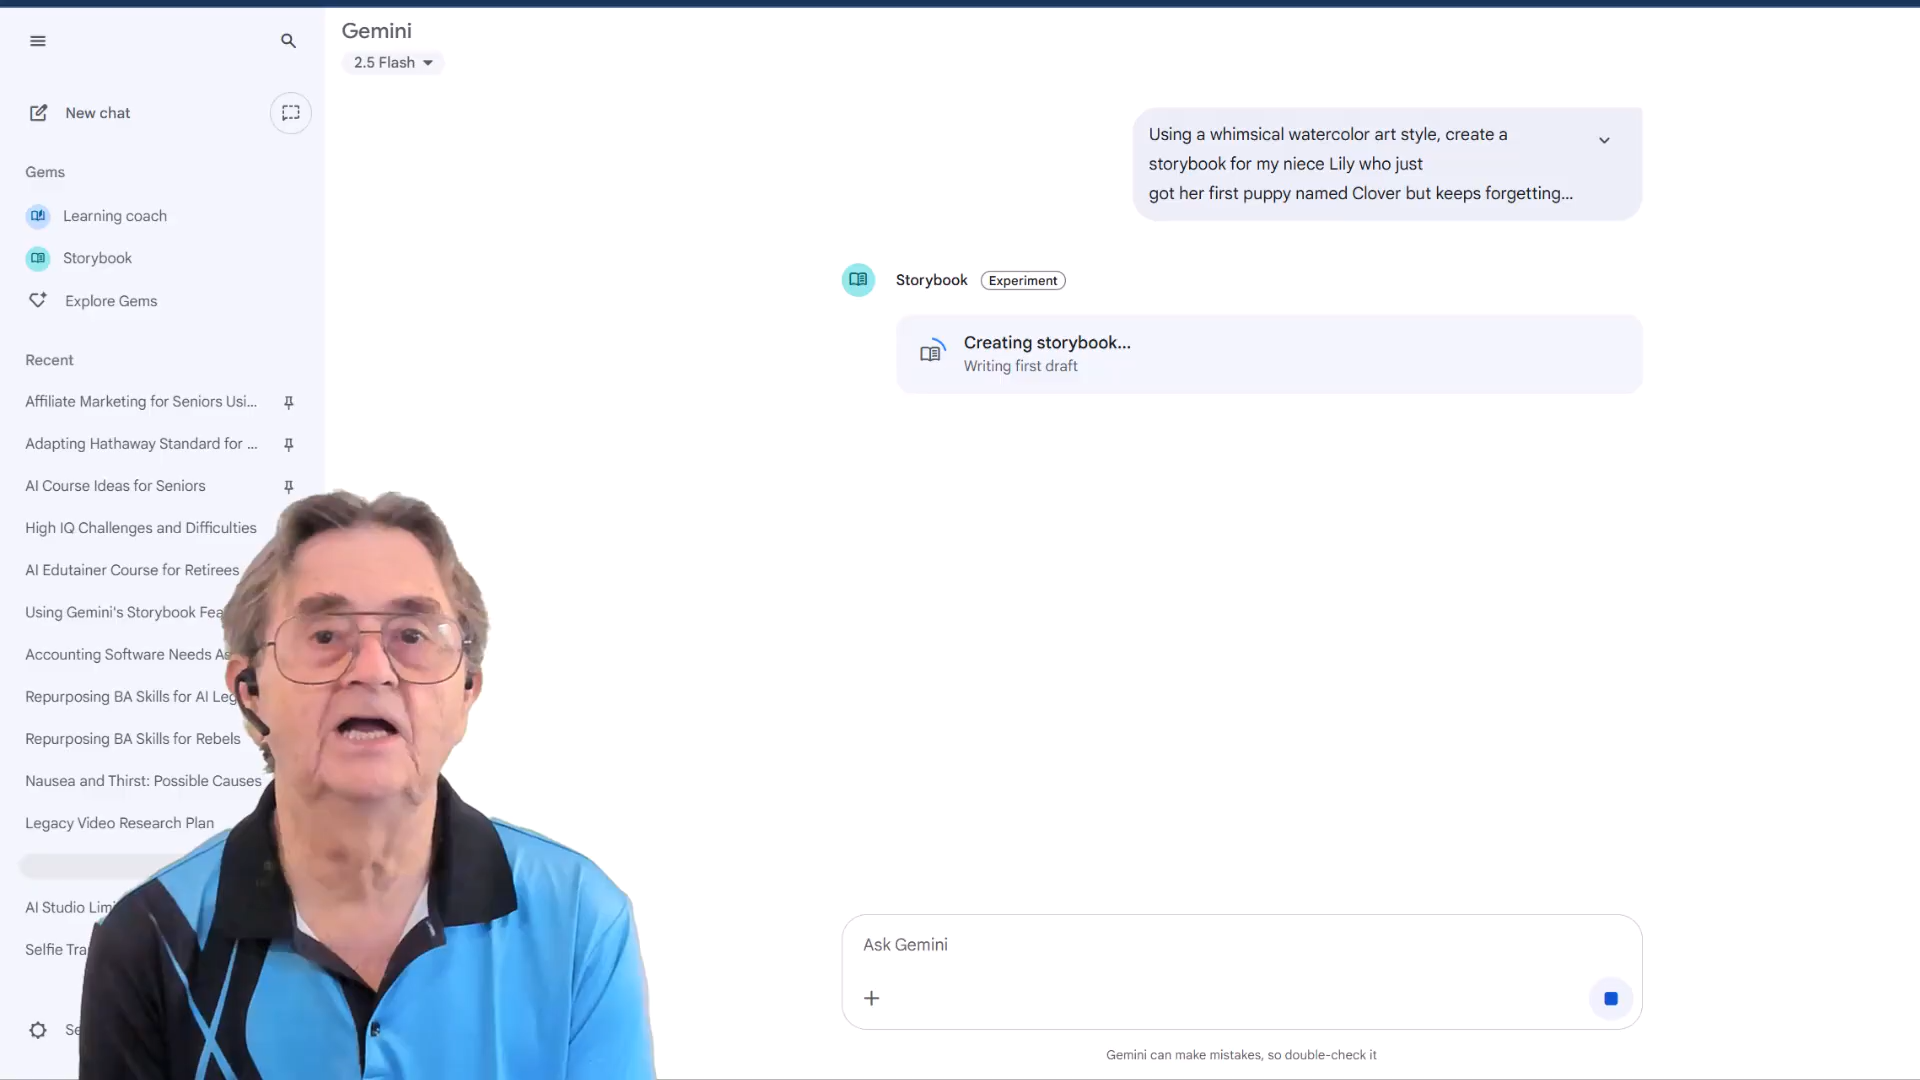 Gemini
2.5 Flash
New chat
Gems
Learning coach
Storybook
Explore Gems
Recent
Affiliate Marketing for Seniors Usi...
Adapting Hathaway Standard for ...
AI Course Ideas for Seniors
High IQ Challenges and Difficulties
AI Edutainer Course for Retirees
Using Gemini's Storybook
Accounting Software Needs
Repurposing BA Skills for AI
Repurposing BA Skills for Rebels
Nausea and Thirst: Possible Causes
Legacy Video Research Plan
AI Studio
Selfie
Using a whimsical watercolor art style, create a
storybook for my niece Lily who just
got her first puppy named Clover but keeps forgetting...
Storybook Experiment
Creating storybook...
Writing first draft
Ask Gemini
Gemini can make mistakes, so double-check it